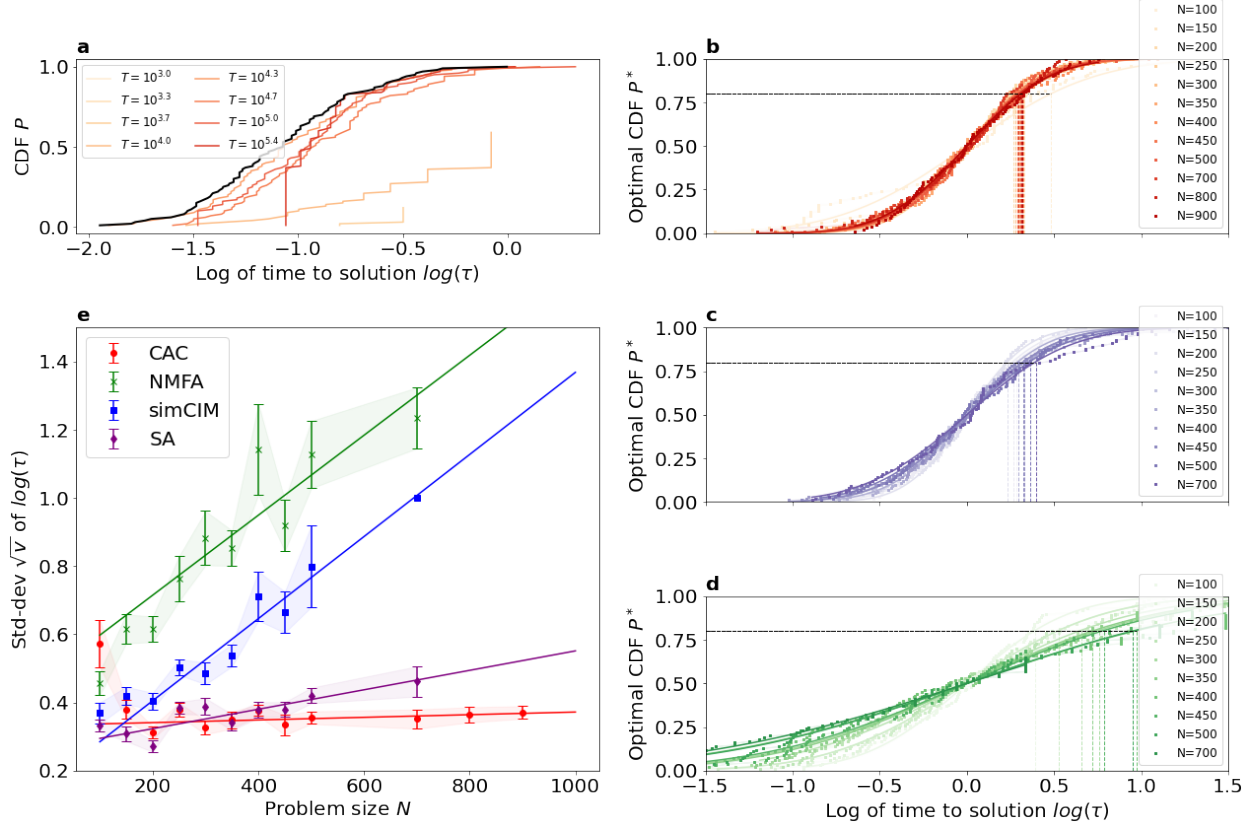 a
CDF P
1.0
0.5
0.0
T = 10^3.0
T = 10^3.3
T = 10^3.7
T = 10^4.0
T = 10^4.3
T = 10^4.7
T = 10^5.0
T = 10^5.4
−2.0 −1.5 −1.0 −0.5 0.0
Log of time to solution log(τ)
b
Optimal CDF P*
1.00
0.75
0.50
0.25
0.00
N=100
N=150
N=200
N=250
N=300
N=350
N=400
N=450
N=500
N=700
N=800
N=900
c
Optimal CDF P*
1.00
0.75
0.50
0.25
0.00
N=100
N=150
N=200
N=250
N=300
N=350
N=400
N=450
N=500
N=700
d
Optimal CDF P*
1.00
0.75
0.50
0.25
0.00
N=100
N=150
N=200
N=250
N=300
N=350
N=400
N=450
N=500
N=700
−1.5 −1.0 −0.5 0.0 0.5 1.0 1.5
Log of time to solution log(τ)
e
Std-dev √v of log(τ)
1.4
1.2
1.0
0.8
0.6
0.4
0.2
CAC
NMFA
simCIM
SA
200 400 600 800 1000
Problem size N